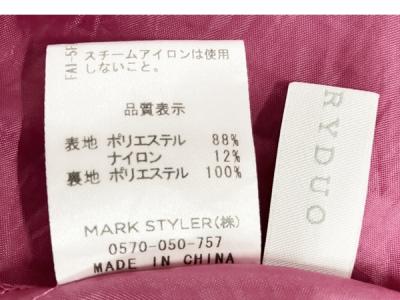 FAI-5F
スチームアイロンは使用
しないこと。
品質表示
表地 ポリエステル 88%
ナイロン 12%
裏地 ポリエステル 100%
MARK STYLER(株)
0570-050-757
MADE IN CHINA
RYDUO